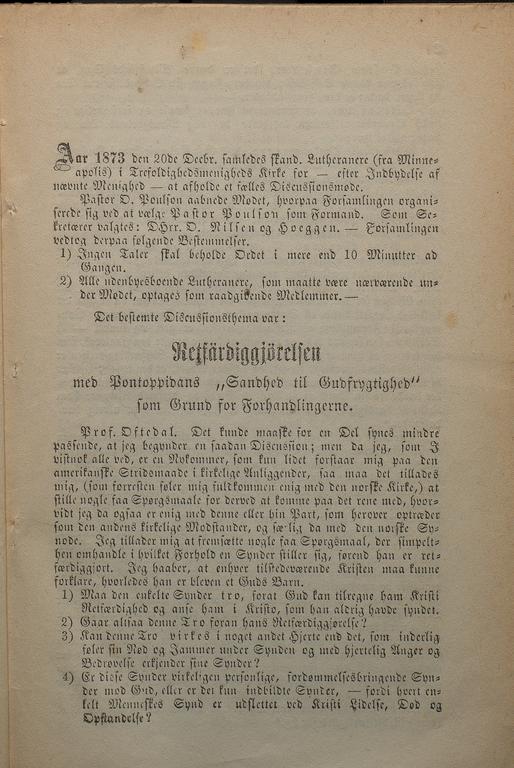 Aar 1873 den 20de Decbr. samledes skand. Lutheranere (fra Minne-
apolis) i Trefoldighedsmenigheds Kirke for — efter Indbydelse af
nævnte Menighed — at afholde et fælles Discussionsmøde.
Pastor O. Poulson aabnede Mødet, hvorpaa Forsamlingen organi-
serede sig ved at vælge Pastor Poulson som Formand. Som Se-
kretærer valgtes: DHrr. O. Nilsen og Hoeggen. — Forsamlingen
vedtog derpaa følgende Bestemmelser.
1) Ingen Taler skal beholde Ordet i mere end 10 Minutter ad
Gangen.
2) Alle udenbyesboende Lutheranere, som maatte være nærværende un-
der Mødet, optages som raadgivende Medlemmer. —
Det bestemte Discussionsthema var:
Retfärdiggjörelsen
med Pontoppidans „Sandhed til Gudfrygtighed"
som Grund for Forhandlingerne.
Prof. Oftedal. Det kunde maaske for en Del synes mindre
passende, at jeg begynder en saadan Discussion; men da jeg, som I
vistnok alle ved, er en Nykommer, som kun lidet forstaar mig paa den
amerikanske Stridsmaade i kirkelige Anliggender, saa maa det tillades
mig, (som forresten føler mig fuldkommen enig med den norske Kirke,) at
stille nogle faa Spørgsmaale for derved at komme paa det rene med, hvor-
vidt jeg da ogsaa er enig med denne eller hin Part, som herover optræder
som den andens kirkelige Modstander, og særlig da med den norske Sy-
node. Jeg tillader mig at fremsætte nogle faa Spørgsmaal, der simpelt-
hen omhandle i hvilket Forhold en Synder stiller sig, førend han er ret-
færdiggjort. Jeg haaber, at enhver tilstedeværende Kristen maa kunne
forklare, hvorledes han er bleven et Guds Barn.
1) Maa den enkelte Synder tro, forat Gud kan tilregne ham Kristi
Retfærdighed og anse ham i Kristo, som han aldrig havde syndet.
2) Gaar altsaa denne Tro foran hans Retfærdiggjørelse?
3) Kan denne Tro virkes i noget andet Hjerte end det, som inderlig
føler sin Nød og Jammer under Synden og med hjertelig Anger og
Bedrøvelse erkjender sine Synder?
4) Er disse Synder virkeligen personlige, fordømmelsesbringende Syn-
der mod Gud, eller er det kun indbildte Synder, — fordi hvert en-
kelt Menneskes Synd er udslettet ved Kristi Lidelse, Død og
Opstandelse?